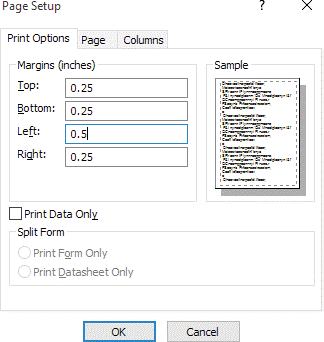 Page Setup
? ×
Print Options Page Columns
Margins (inches)
Top: 0.25
Bottom: 0.25
Left: 0.5
Right: 0.25
Sample
Print Data Only
Split Form
Print Form Only
Print Datasheet Only
OK Cancel